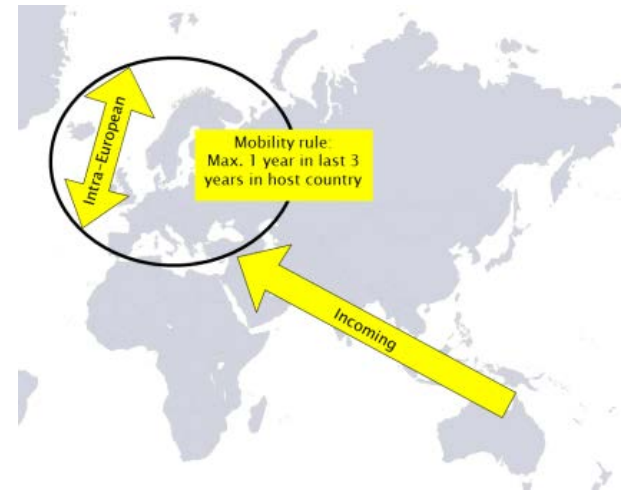 Intra-European
Mobility rule:
Max. 1 year in last 3
years in host country
Incoming